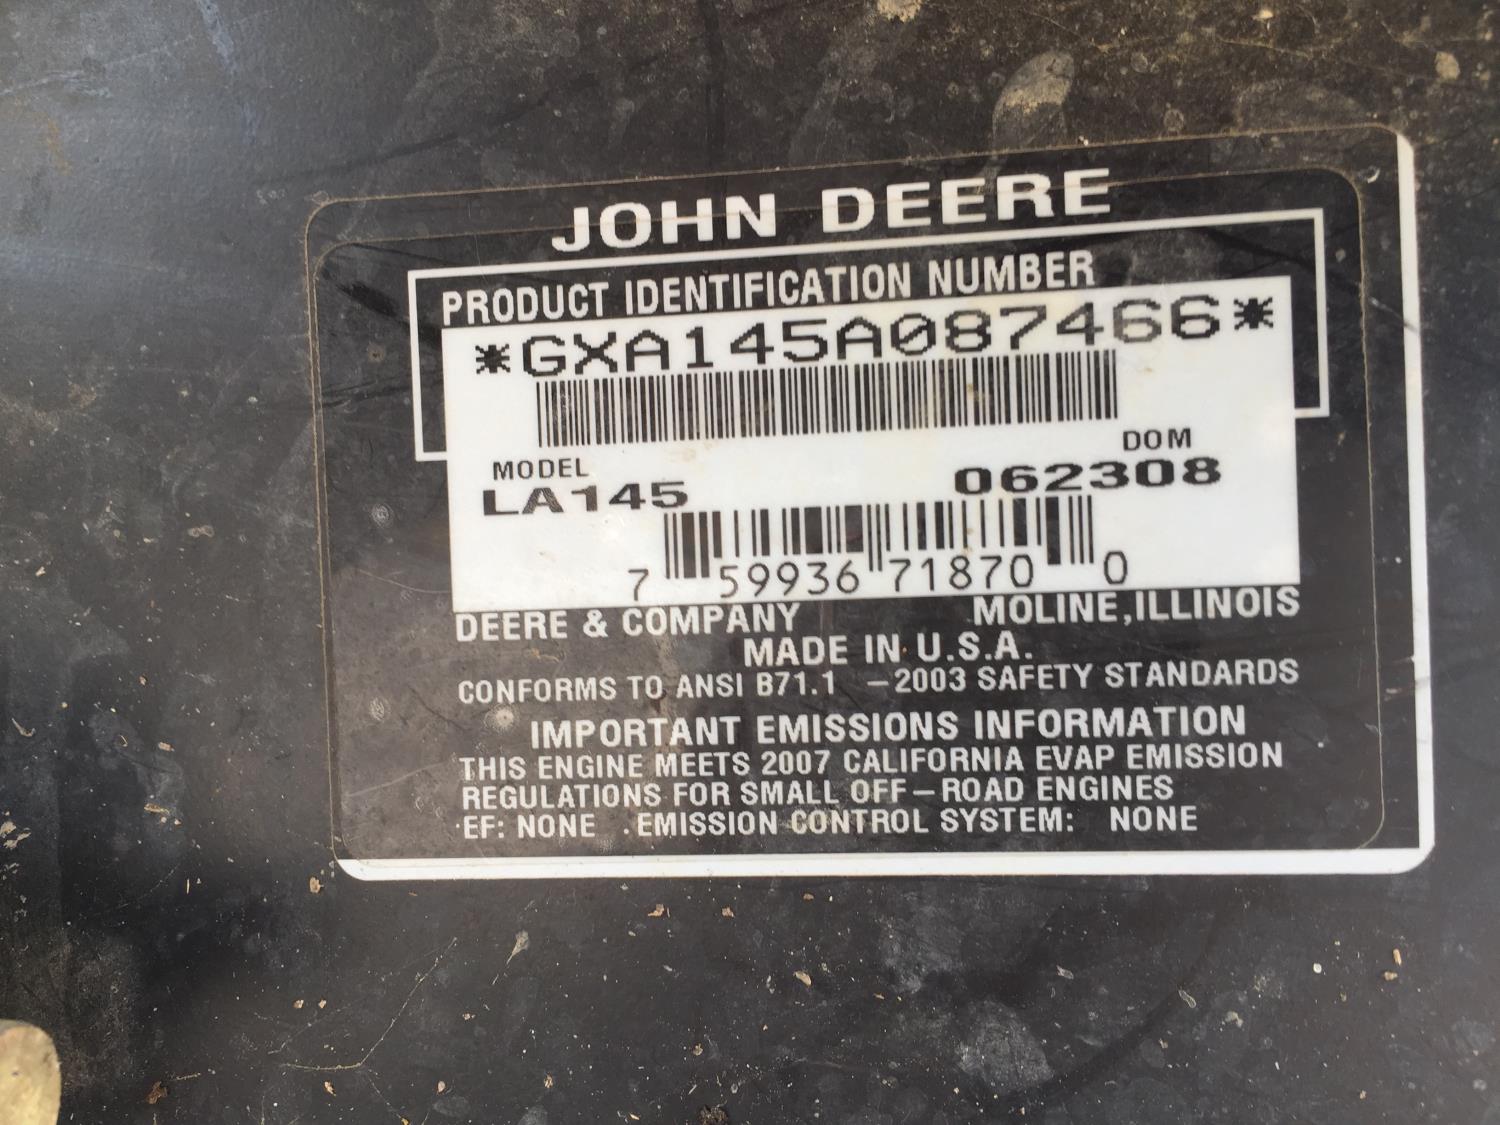 JOHN DEERE
PRODUCT IDENTIFICATION NUMBER
*GXA145A087466*
MODEL DOM
LA145 062308
7 59936 71870 0
DEERE & COMPANY MOLINE,ILLINOIS
MADE IN U.S.A.
CONFORMS TO ANSI B71.1 –2003 SAFETY STANDARDS
IMPORTANT EMISSIONS INFORMATION
THIS ENGINE MEETS 2007 CALIFORNIA EVAP EMISSION
REGULATIONS FOR SMALL OFF–ROAD ENGINES
EF: NONE . EMISSION CONTROL SYSTEM: NONE